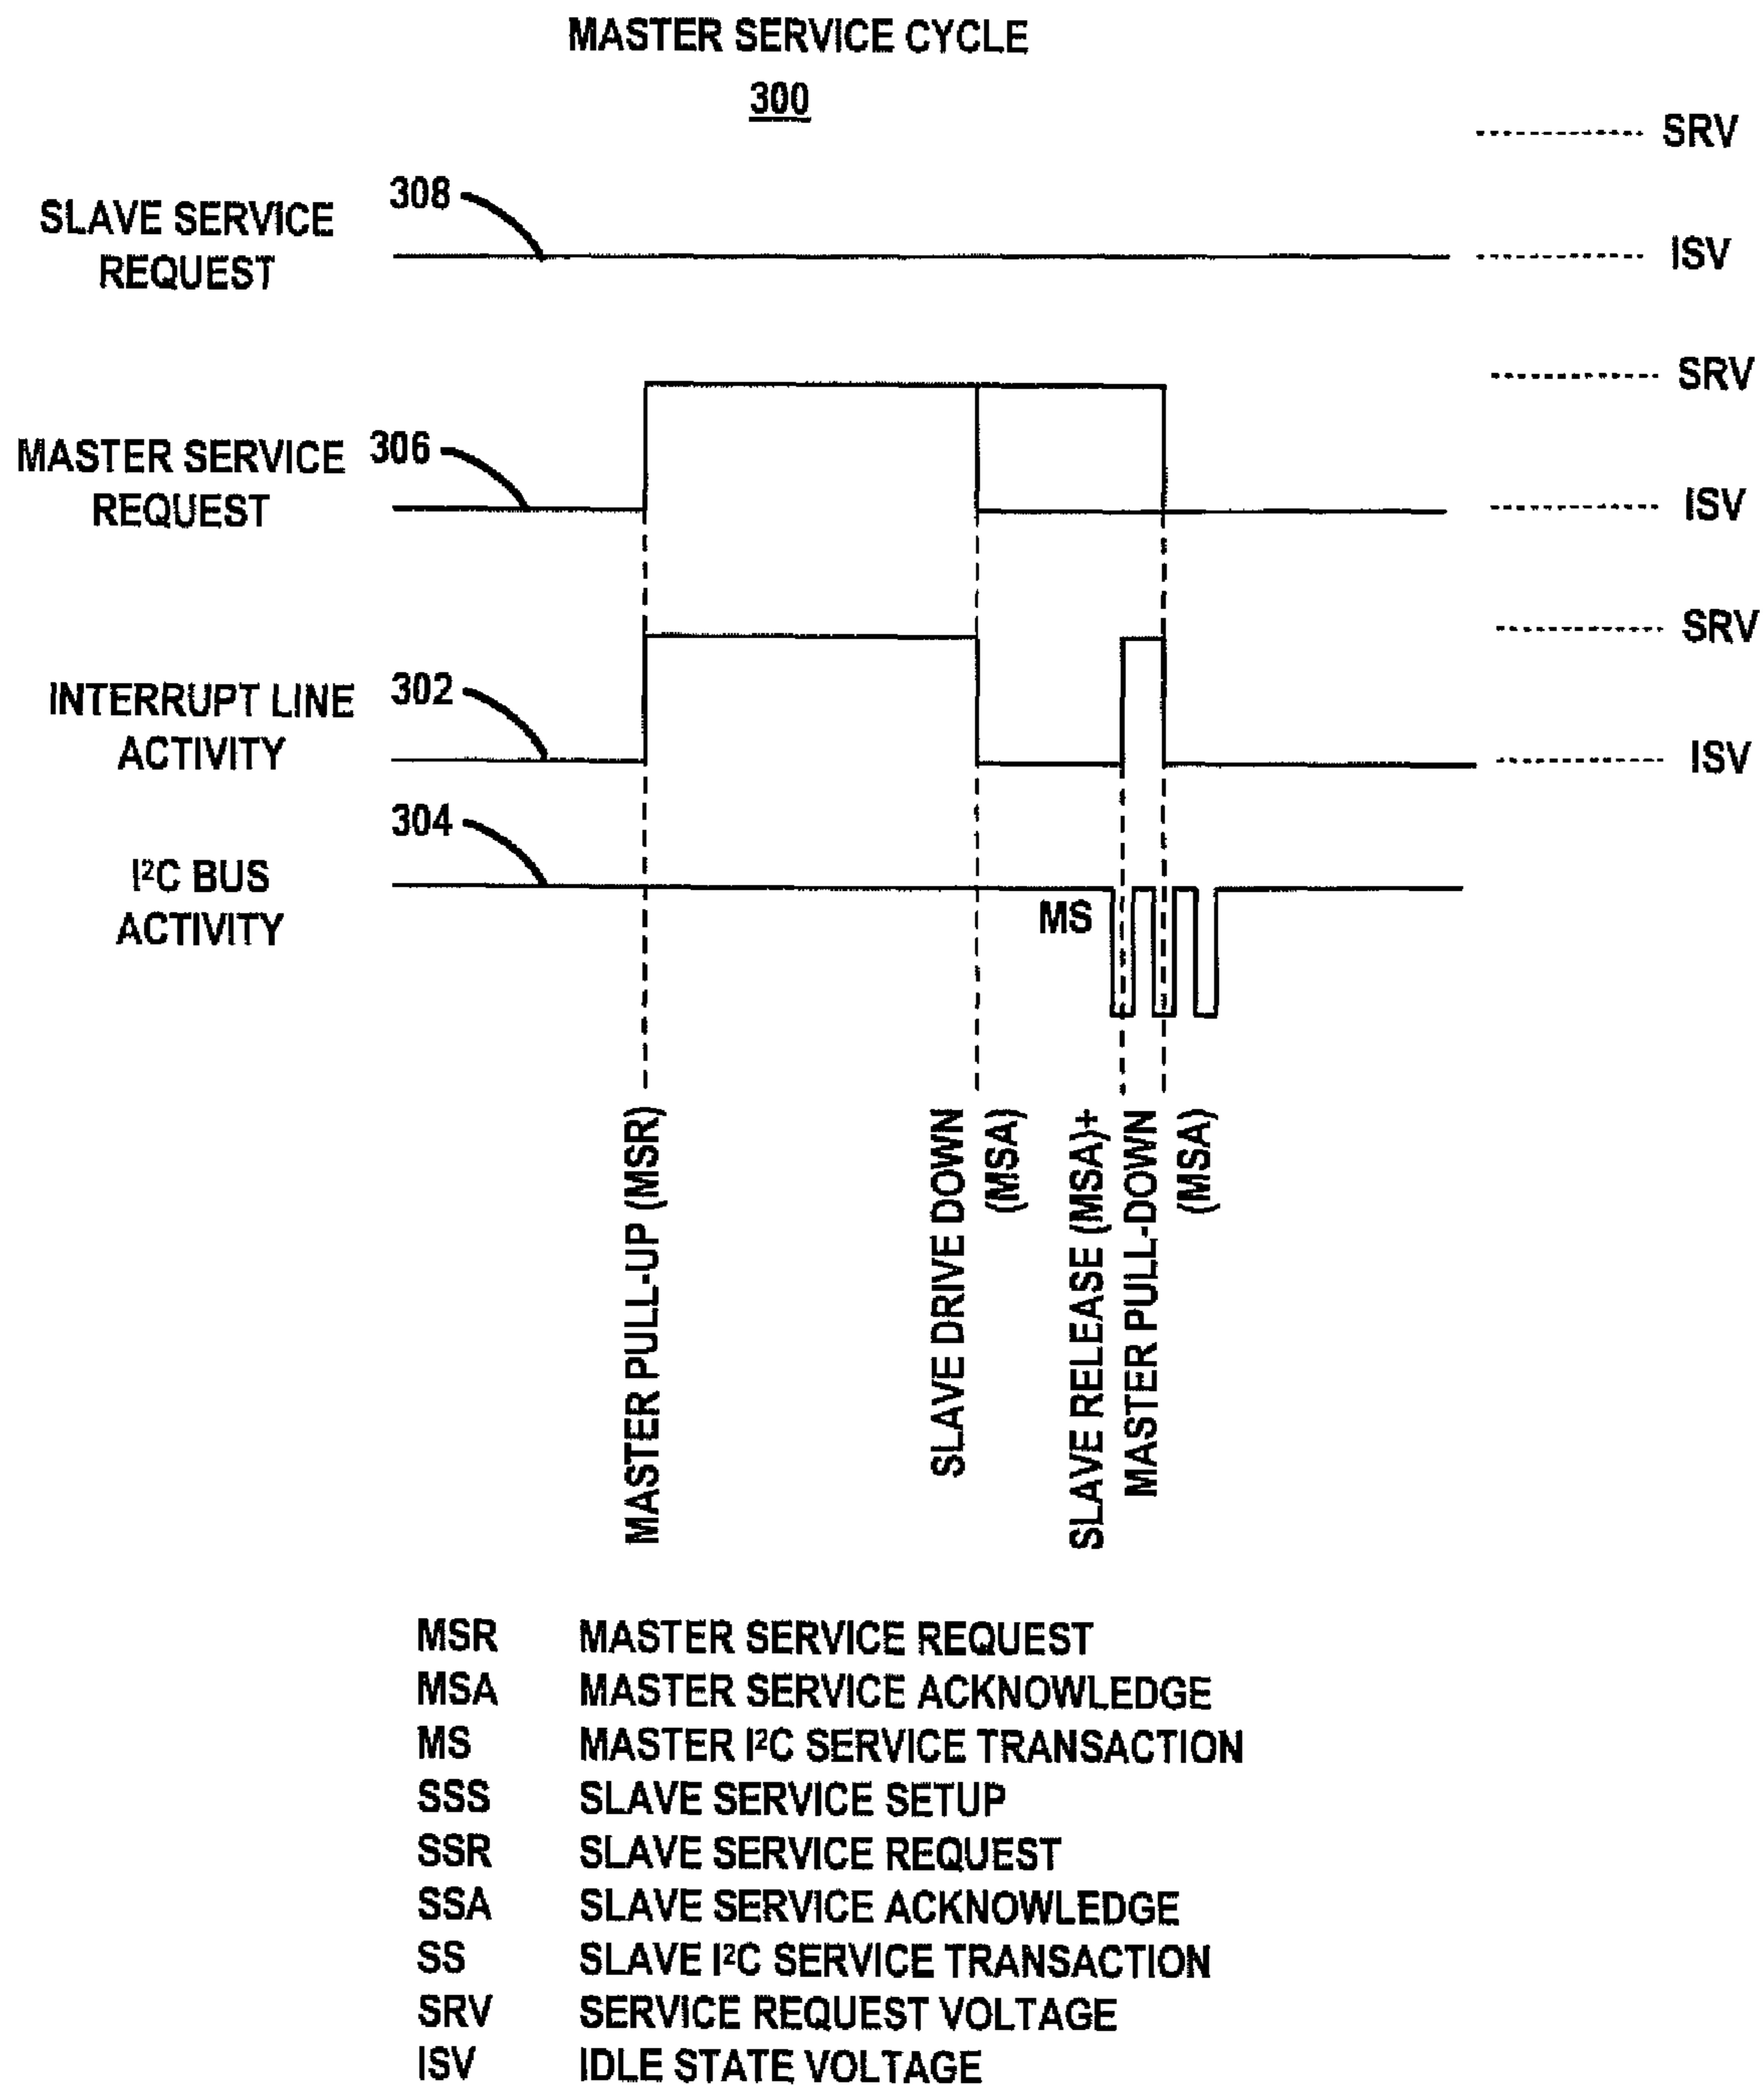 MASTER SERVICE CYCLE
300
SRV
308
SLAVE SERVICE
REQUEST
ISV
SRV
MASTER SERVICE
REQUEST
306
ISV
SRV
INTERRUPT LINE
ACTIVITY
302
ISV
304
I²C BUS
ACTIVITY
MS
MASTER PULL-UP (MSR)
SLAVE DRIVE DOWN
(MSA)
SLAVE RELEASE (MSA)+
MASTER PULL-DOWN
(MSA)
MSR MASTER SERVICE REQUEST
MSA MASTER SERVICE ACKNOWLEDGE
MS MASTER I²C SERVICE TRANSACTION
SSS SLAVE SERVICE SETUP
SSR SLAVE SERVICE REQUEST
SSA SLAVE SERVICE ACKNOWLEDGE
SS SLAVE I²C SERVICE TRANSACTION
SRV SERVICE REQUEST VOLTAGE
ISV IDLE STATE VOLTAGE